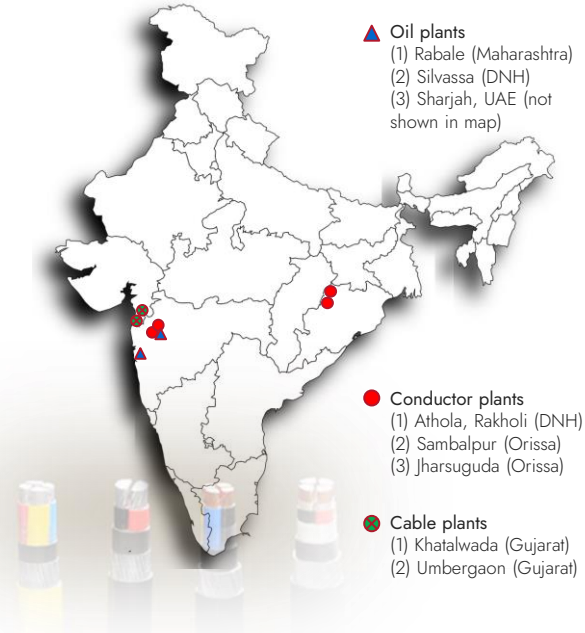 Oil plants
(1) Rabale (Maharashtra)
(2) Silvassa (DNH)
(3) Sharjah, UAE (not
shown in map)
Conductor plants
(1) Athola, Rakholi (DNH)
(2) Sambalpur (Orissa)
(3) Jharsuguda (Orissa)
Cable plants
(1) Khatalwada (Gujarat)
(2) Umbergaon (Gujarat)